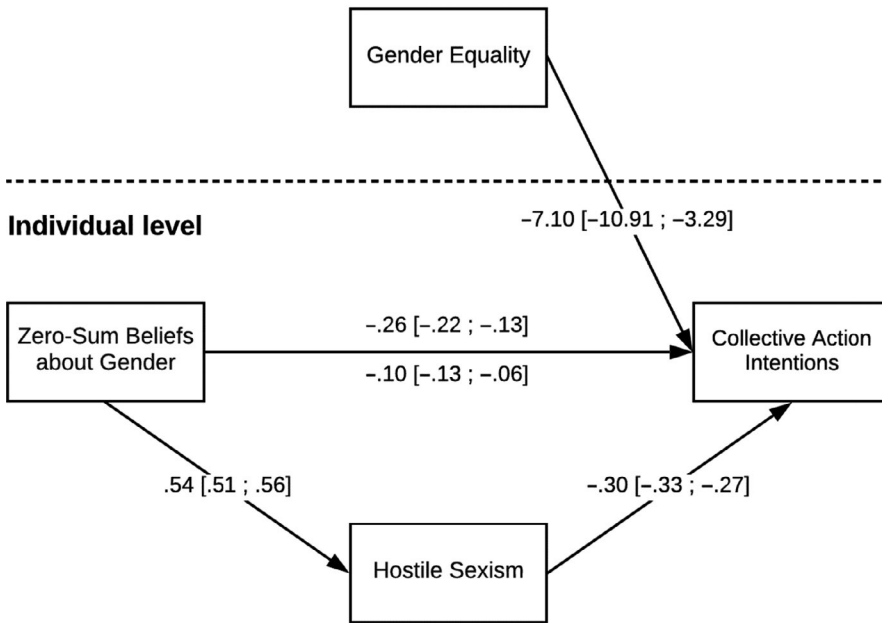 Gender Equality
Individual level
−7.10 [−10.91 ; −3.29]
Zero-Sum Beliefs
about Gender
−.26 [−.22 ; −.13]
−.10 [−.13 ; −.06]
Collective Action
Intentions
.54 [.51 ; .56]
−.30 [−.33 ; −.27]
Hostile Sexism